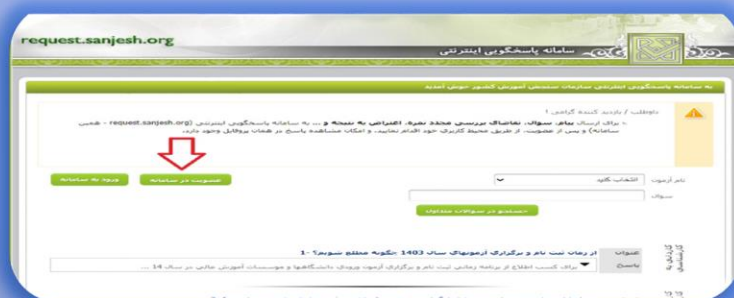 request.sanjesh.org
سامانه پاسخگویی اینترنتی
به سامانه پاسخگویی اینترنتی سازمان سنجش آموزش کشور خوش آمدید
داوطلب / بازدید کننده گرامی !
- برای ارسال پیام، سوال، تقاضای بررسی مجدد نمره، اعتراض به نتیجه و ... به سامانه پاسخگویی اینترنتی (request.sanjesh.org - همین
سامانه) و پس از عضویت، از طریق محیط کاربری خود اقدام نمایید، و امکان مشاهده پاسخ در همان پروفایل وجود دارد.
عضویت در سامانه
ورود به سامانه
نام آزمون
انتخاب کنید
سوال
جستجو در سوالات متداول
عنوان
از زمان ثبت نام و برگزاری آزمونهای سال 1403 چگونه مطلع شویم؟ -1
پاسخ
برای کسب اطلاع از برنامه زمانی ثبت نام و برگزاری آزمون ورودی دانشگاهها و موسسات آموزش عالی در سال 14 ...